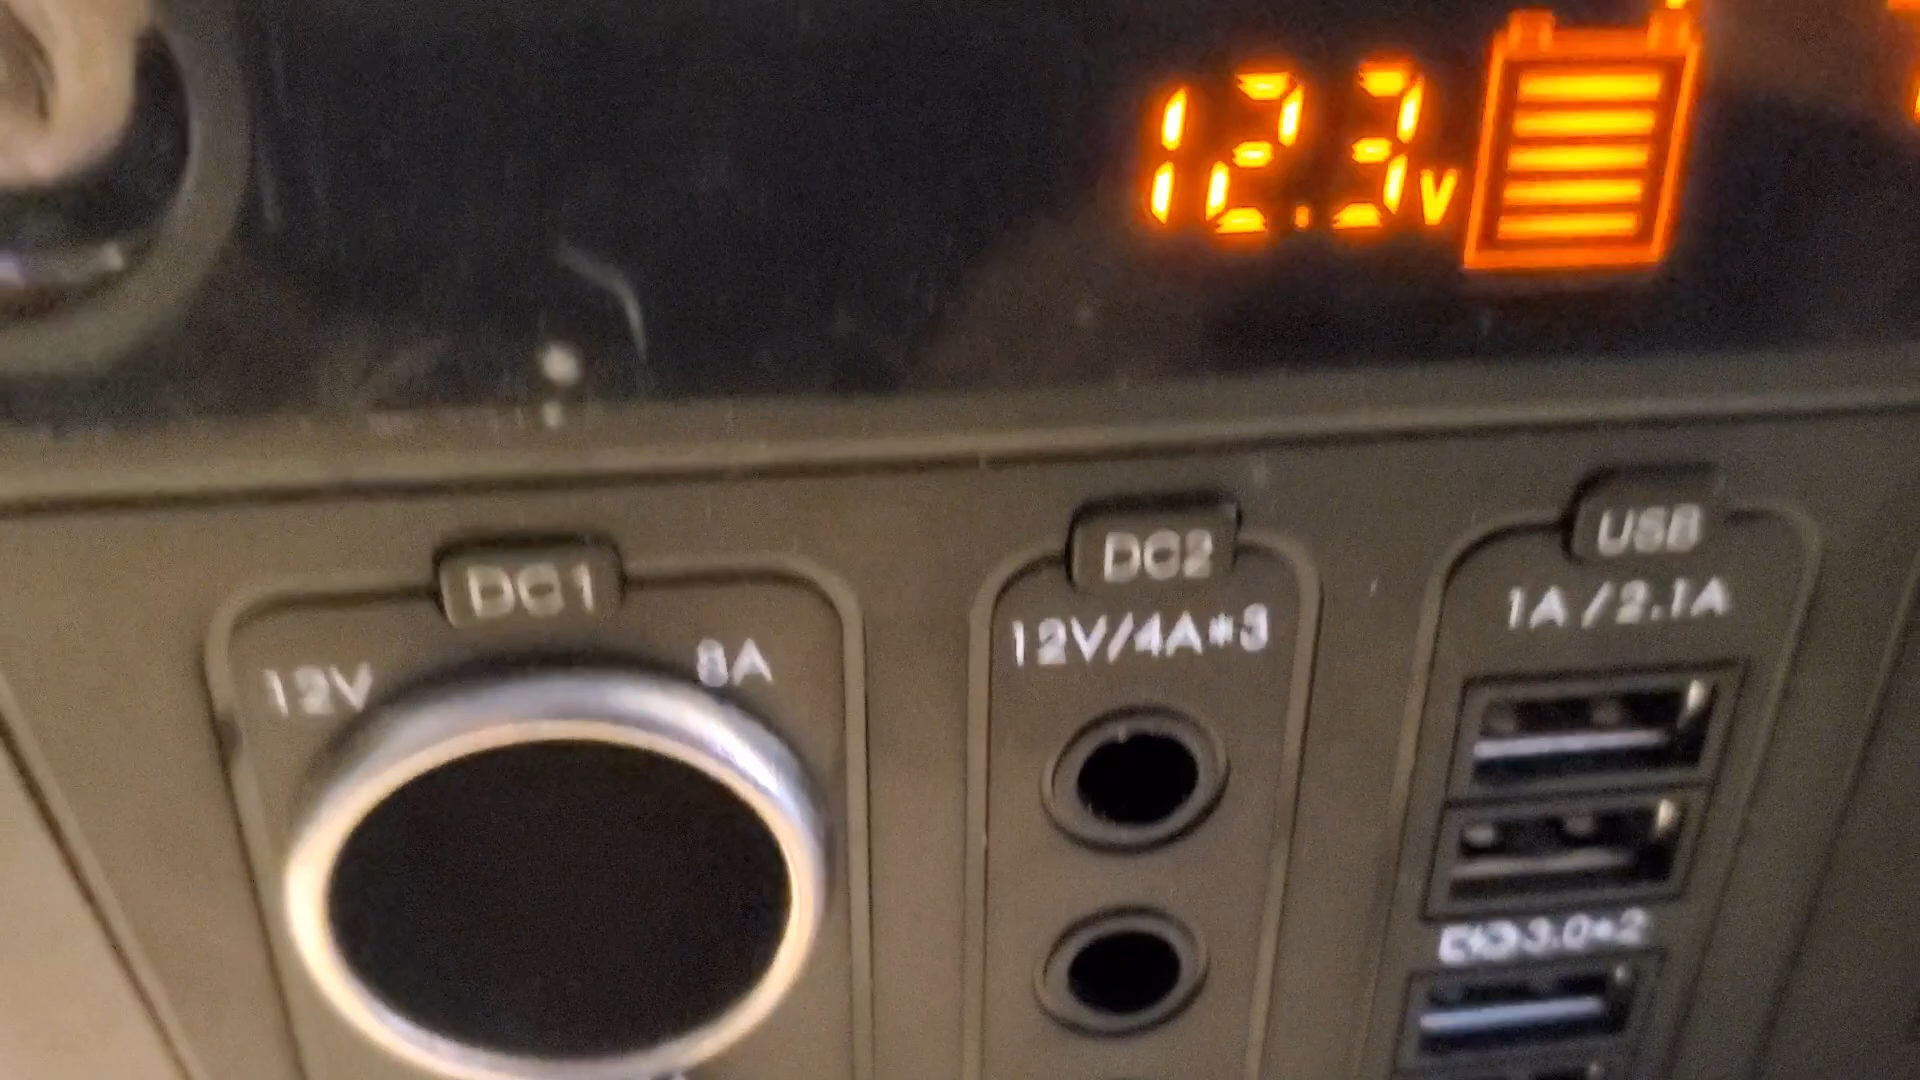 12.3v
DC1
12V 8A
DC2
12V/4A*3
USB
1A/2.1A
QC3.0*2